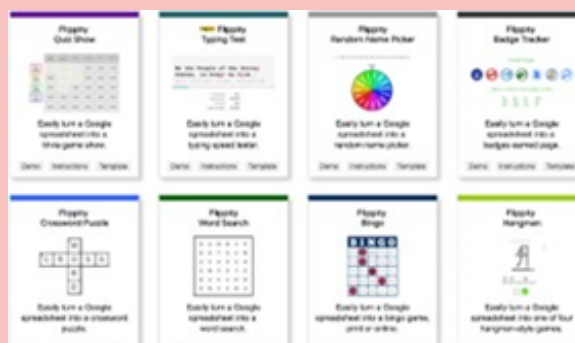 Flippity
Quiz Show
Easily turn a Google
spreadsheet into a
trivia game show.
Demo Instructions Template
Flippity
Typing Test
Easily turn a Google
spreadsheet into a
typing speed tester.
Demo Instructions Template
Flippity
Random Name Picker
Easily turn a Google
spreadsheet into a
random name picker.
Demo Instructions Template
Flippity
Badge Tracker
Easily turn a Google
spreadsheet into a
badges earned page.
Demo Instructions Template
Flippity
Crossword Puzzle
Easily turn a Google
spreadsheet into a crossword
puzzle.
Flippity
Word Search
Easily turn a Google
spreadsheet into a
word search.
Flippity
Bingo
BINGO
Easily turn a Google
spreadsheet into a bingo game,
print or online.
Flippity
Hangman
Easily turn a Google
spreadsheet into one of four
hangman-style games.